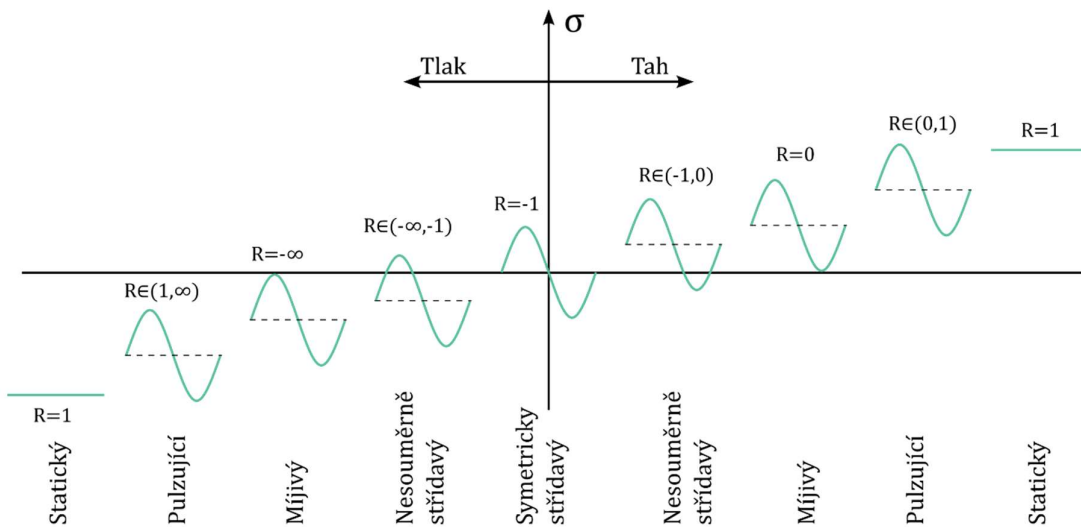 σ
Tlak
Tah
R=1
R∈(1,∞)
R=-∞
R∈(-∞,-1)
R=-1
R∈(-1,0)
R=0
R∈(0,1)
R=1
Statický
Pulzující
Míjivý
Nesouměrně
střídavý
Symetricky
střídavý
Nesouměrně
střídavý
Míjivý
Pulzující
Statický